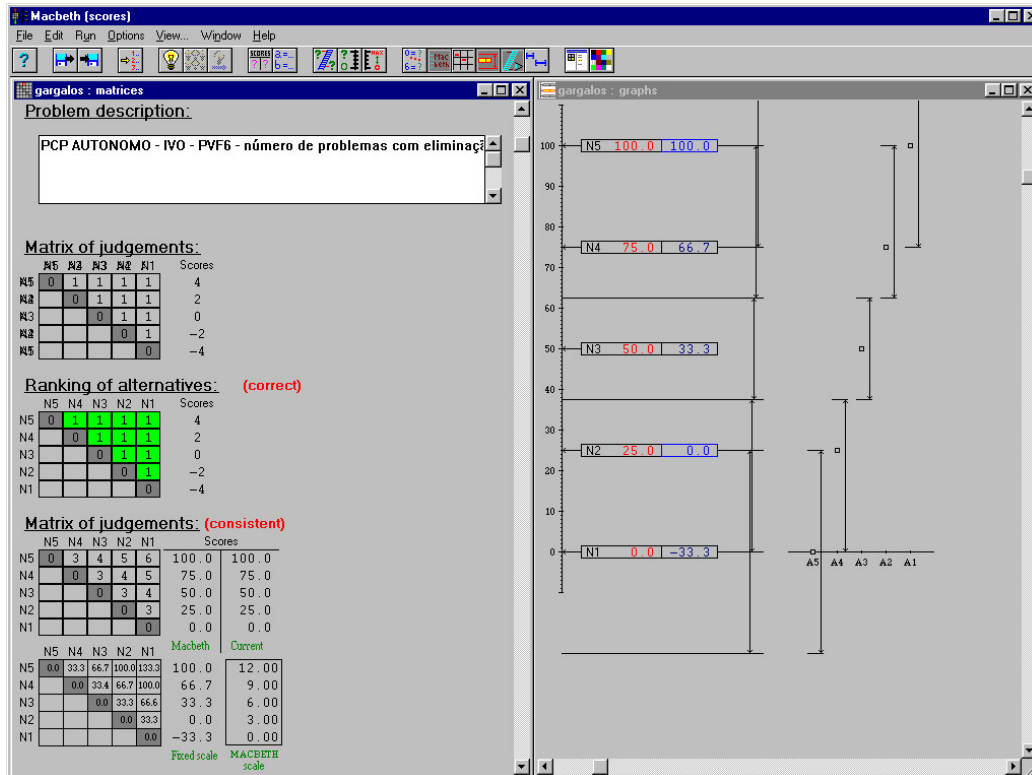 Macbeth (scores)
File Edit Run Options View... Window Help
gargalos : matrices
Problem description:
PCP AUTONOMO - IVO - PVF6 - número de problemas com eliminaçã
Matrix of judgements:
Scores
0 1 1 1 1 4
0 1 1 1 2
0 1 1 0
0 1 -2
0 -4
Ranking of alternatives: (correct)
N5 N4 N3 N2 N1 Scores
N5 0 1 1 1 1 4
N4 0 1 1 1 2
N3 0 1 1 0
N2 0 1 -2
N1 0 -4
Matrix of judgements: (consistent)
N5 N4 N3 N2 N1 Scores
N5 0 3 4 5 6 100.0 100.0
N4 0 3 4 5 75.0 75.0
N3 0 3 4 50.0 50.0
N2 0 3 25.0 25.0
N1 0 0.0 0.0
Macbeth Current
N5 N4 N3 N2 N1
N5 0.0 33.3 66.7 100.0 133.3 100.0 12.00
N4 0.0 33.4 66.7 100.0 66.7 9.00
N3 0.0 33.3 66.6 33.3 6.00
N2 0.0 33.3 0.0 3.00
N1 0.0 -33.3 0.00
Fixed scale MACBETH
scale
gargalos : graphs
100 N5 100.0 100.0
90
80
N4 75.0 66.7
70
60
50 N3 50.0 33.3
40
30
N2 25.0 0.0
20
10
0 N1 0.0 -33.3
A5 A4 A3 A2 A1